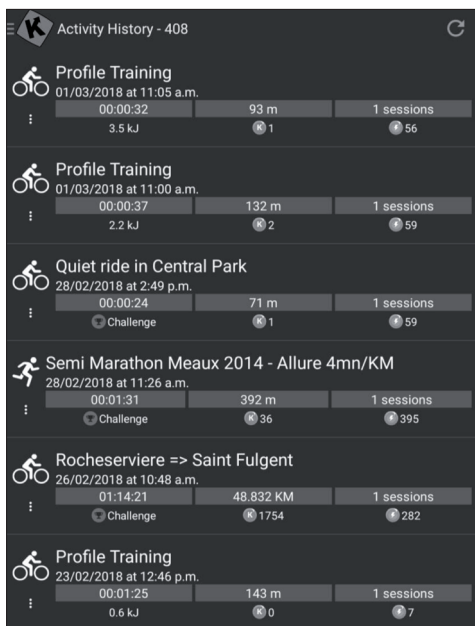 K Activity History - 408
Profile Training
01/03/2018 at 11:05 a.m.
00:00:32 93 m 1 sessions
3.5 kJ K 1 56
Profile Training
01/03/2018 at 11:00 a.m.
00:00:37 132 m 1 sessions
2.2 kJ K 2 59
Quiet ride in Central Park
28/02/2018 at 2:49 p.m.
00:00:24 71 m 1 sessions
Challenge K 1 59
Semi Marathon Meaux 2014 - Allure 4mn/KM
28/02/2018 at 11:26 a.m.
00:01:31 392 m 1 sessions
Challenge K 36 395
Rocheserviere => Saint Fulgent
26/02/2018 at 10:48 a.m.
01:14:21 48.832 KM 1 sessions
Challenge K 1754 282
Profile Training
23/02/2018 at 12:46 p.m.
00:01:25 143 m 1 sessions
0.6 kJ K 0 7